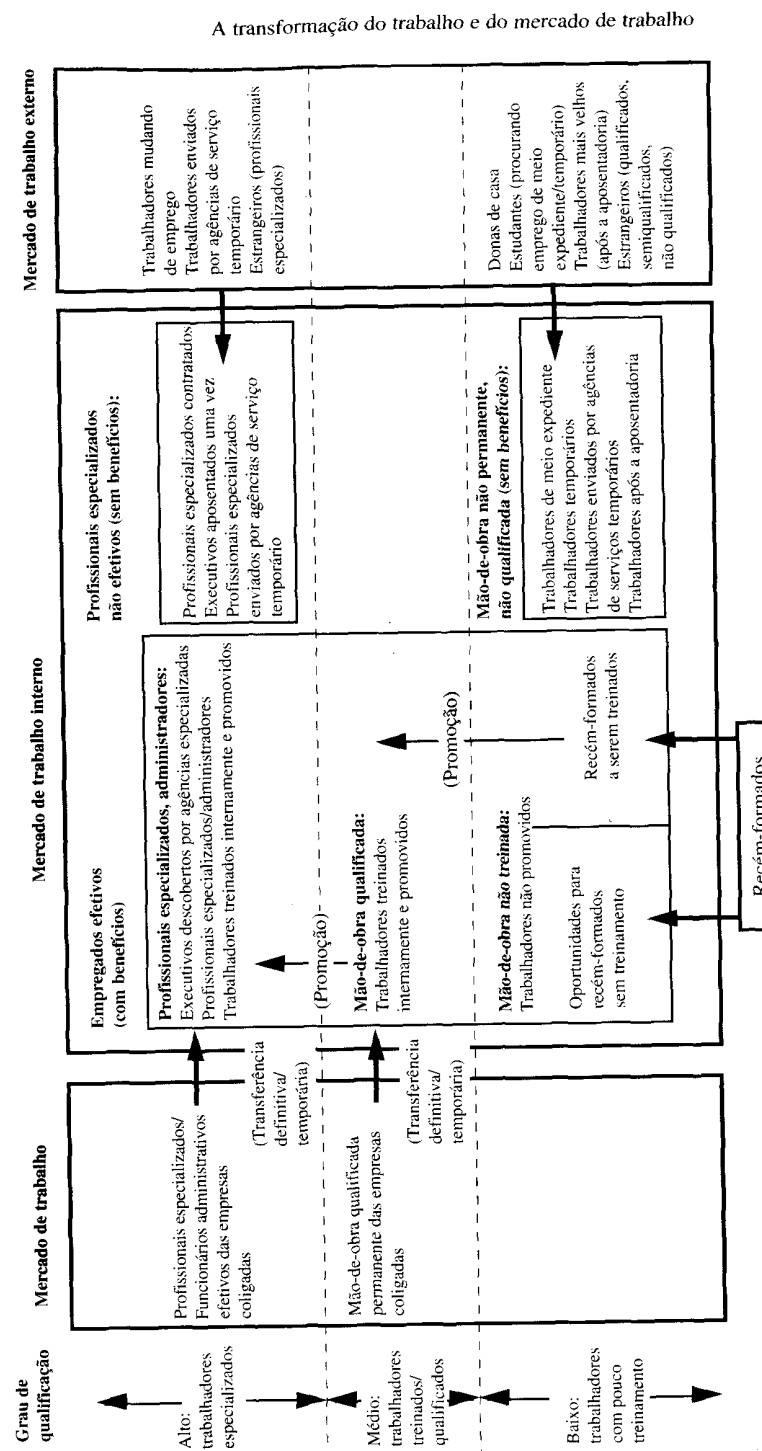 A transformação do trabalho e do mercado de trabalho
Grau de
qualificação
Mercado de trabalho
Mercado de trabalho interno
Mercado de trabalho externo
Empregados efetivos
(com benefícios)
Profissionais especializados
não efetivos (sem benefícios):
Alto:
trabalhadores
especializados
Profissionais especializados/
Funcionários administrativos
efetivos das empresas
coligadas
(Transferência
definitiva/
temporária)
Profissionais especializados, administradores:
Executivos descobertos por agências especializadas
Profissionais especializados/administradores
Trabalhadores treinados internamente e promovidos
(Promoção)
Profissionais especializados contratados
Executivos aposentados uma vez
Profissionais especializados
enviados por agências de serviço
temporário
Trabalhadores mudando
de emprego
Trabalhadores enviados
por agências de serviço
temporário
Estrangeiros (profissionais
especializados)
Médio:
trabalhadores
treinados/
qualificados
Mão-de-obra qualificada
permanente das empresas
coligadas
(Transferência
definitiva/
temporária)
Mão-de-obra qualificada:
Trabalhadores treinados
internamente e promovidos
(Promoção)
Baixo:
trabalhadores
com pouco
treinamento
Mão-de-obra não treinada:
Trabalhadores não promovidos
Oportunidades para
recém-formados
sem treinamento
Recém-formados
a serem treinados
Mão-de-obra não permanente,
não qualificada (sem benefícios):
Trabalhadores de meio expediente
Trabalhadores temporários
Trabalhadores enviados por agências
de serviços temporários
Trabalhadores após a aposentadoria
Donas de casa
Estudantes (procurando
emprego de meio
expediente/temporário)
Trabalhadores mais velhos
(após a aposentadoria)
Estrangeiros (qualificados,
semiqualificados,
não qualificados)
Recém-formados